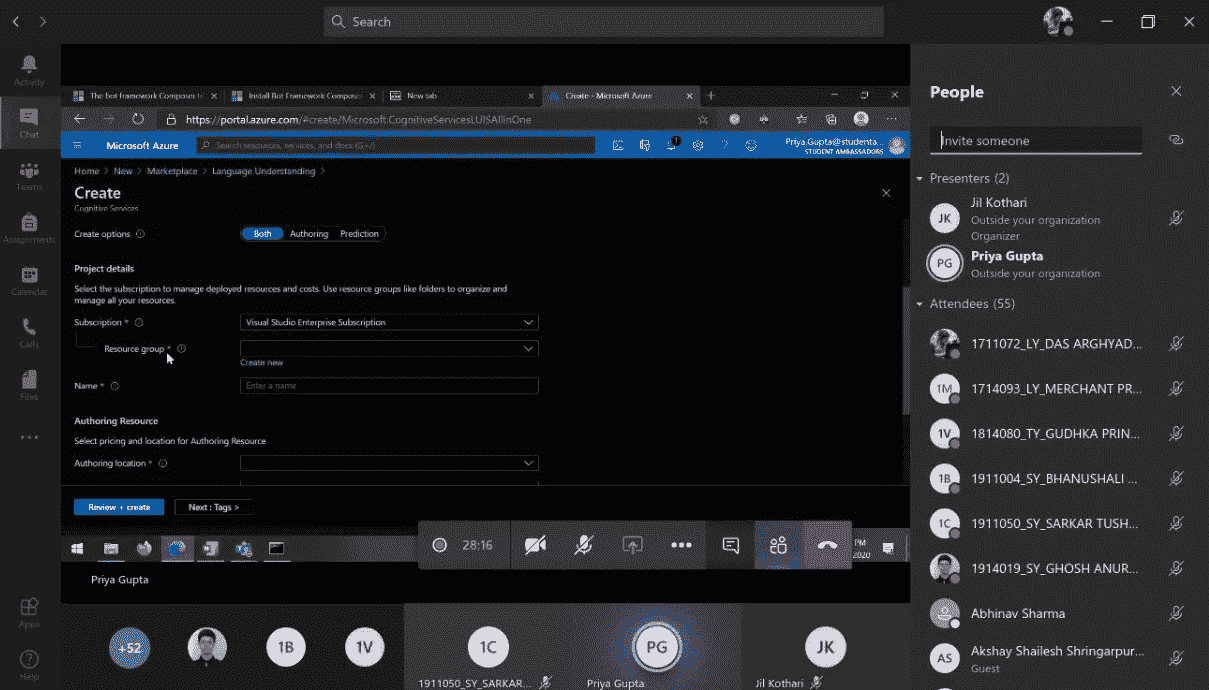 Search
Activity
Chat
Teams
Assignments
Calendar
Calls
Files
Apps
Help
The bot framework Composer t
Install Bot Framework Composer
New tab
Create - Microsoft Azure
https://portal.azure.com/#create/Microsoft.CognitiveServicesLUISAllInOne
Microsoft Azure
Search resources, services, and docs (G+/)
1
Priya.Gupta@studenta...
STUDENT AMBASSADORS
Home > New > Marketplace > Language Understanding >
Create
Cognitive Services
Create options
Both
Authoring
Prediction
Project details
Select the subscription to manage deployed resources and costs. Use resource groups like folders to organize and
manage all your resources.
Subscription *
Visual Studio Enterprise Subscription
Resource group *
Create new
Name *
Enter a name
Authoring Resource
Select pricing and location for Authoring Resource
Authoring location *
Review + create
Next : Tags >
28:16
PM
2020
Priya Gupta
+52
1B
1V
1C
1911050_SY_SARKAR...
PG
Priya Gupta
JK
Jil Kothari
People
Invite someone
Presenters (2)
JK
Jil Kothari
Outside your organization
Organizer
PG
Priya Gupta
Outside your organization
Attendees (55)
1711072_LY_DAS ARGHYAD...
1M
1714093_LY_MERCHANT PR...
1V
1814080_TY_GUDHKA PRIN...
1B
1911004_SY_BHANUSHALI ...
1C
1911050_SY_SARKAR TUSH...
1914019_SY_GHOSH ANUR...
Abhinav Sharma
AS
Akshay Shailesh Shringarpur...
Guest